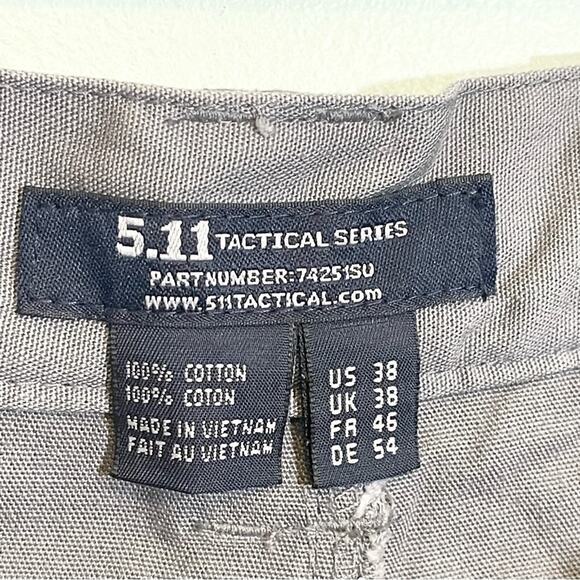 5.11 TACTICAL SERIES
PART NUMBER:74251SU
www.511TACTICAL.com
100% COTTON
100% COTON
MADE IN VIETNAM
FAIT AU VIETNAM
US 38
UK 38
FR 46
DE 54